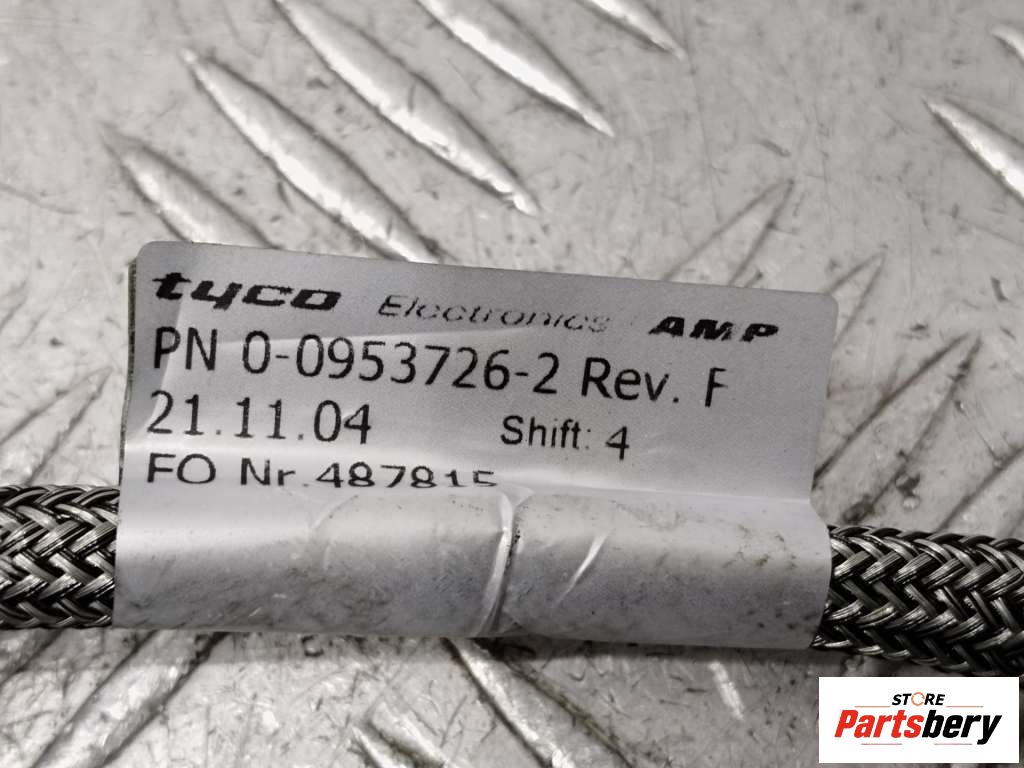 tyco Electronics AMP
PN 0-0953726-2 Rev. F
21.11.04 Shift: 4
FO Nr.487815
STORE
Partsbery